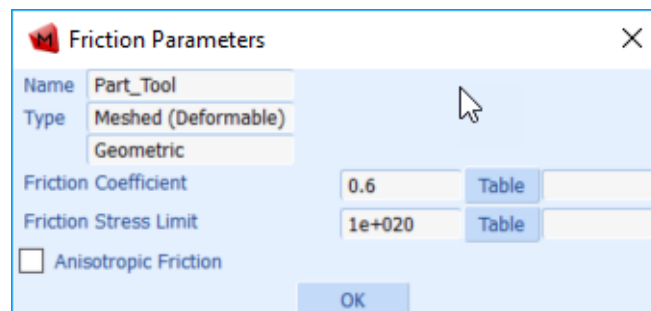 Friction Parameters
Name Part_Tool
Type Meshed (Deformable)
Geometric
Friction Coefficient 0.6 Table
Friction Stress Limit 1e+020 Table
Anisotropic Friction
OK